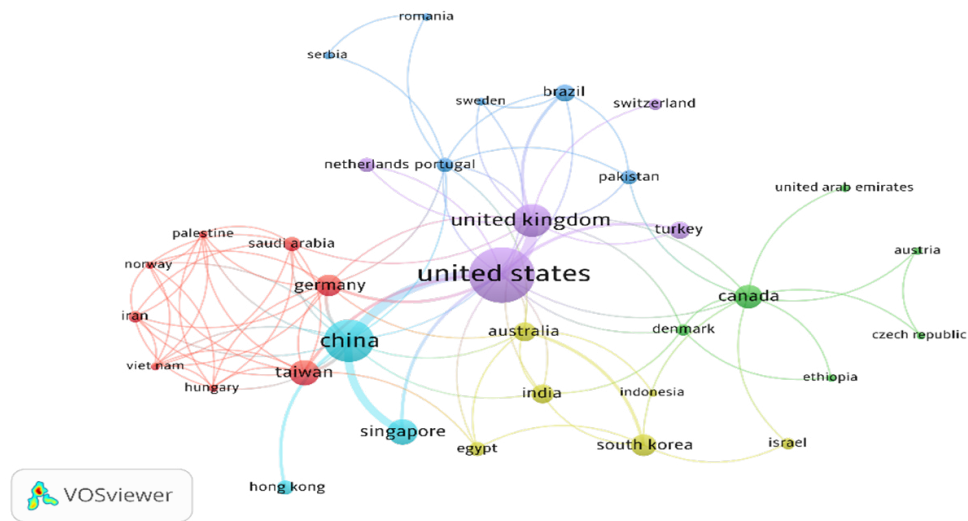 romania
serbia
sweden
brazil
switzerland
netherlands
portugal
pakistan
united arab emirates
united kingdom
turkey
palestine
saudi arabia
austria
norway
united states
germany
canada
iran
australia
denmark
czech republic
china
viet nam
taiwan
hungary
india
indonesia
ethiopia
singapore
egypt
south korea
israel
hong kong
VOSviewer